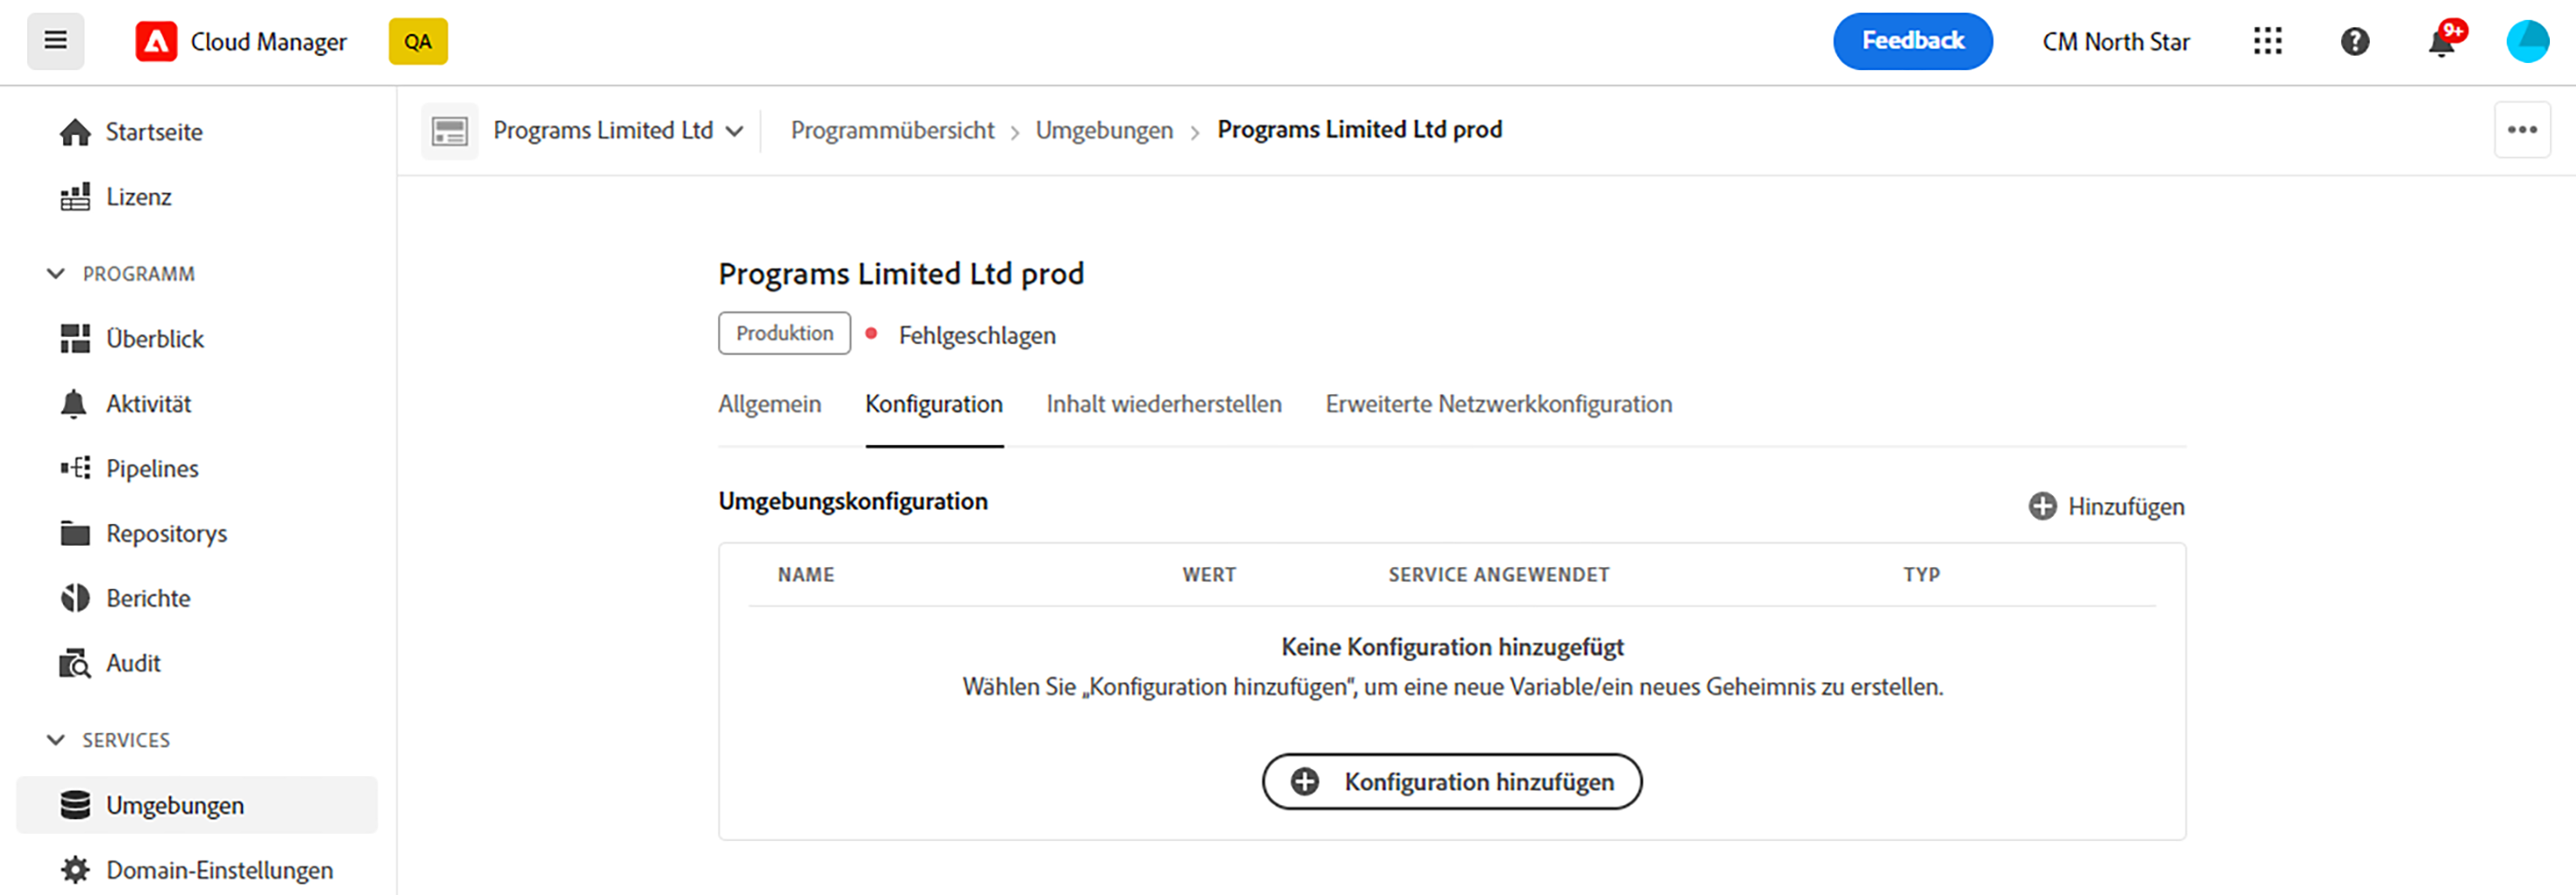 Cloud Manager QA Feedback CM North Star 9+
Programs Limited Ltd Programmübersicht Umgebungen Programs Limited Ltd prod
Startseite
Lizenz
PROGRAMM
Überblick
Aktivität
Pipelines
Repositorys
Berichte
Audit
SERVICES
Umgebungen
Domain-Einstellungen
Programs Limited Ltd prod
Produktion Fehlgeschlagen
Allgemein Konfiguration Inhalt wiederherstellen Erweiterte Netzwerkkonfiguration
Umgebungskonfiguration Hinzufügen
NAME WERT SERVICE ANGEWENDET TYP
Keine Konfiguration hinzugefügt
Wählen Sie „Konfiguration hinzufügen“, um eine neue Variable/ein neues Geheimnis zu erstellen.
Konfiguration hinzufügen